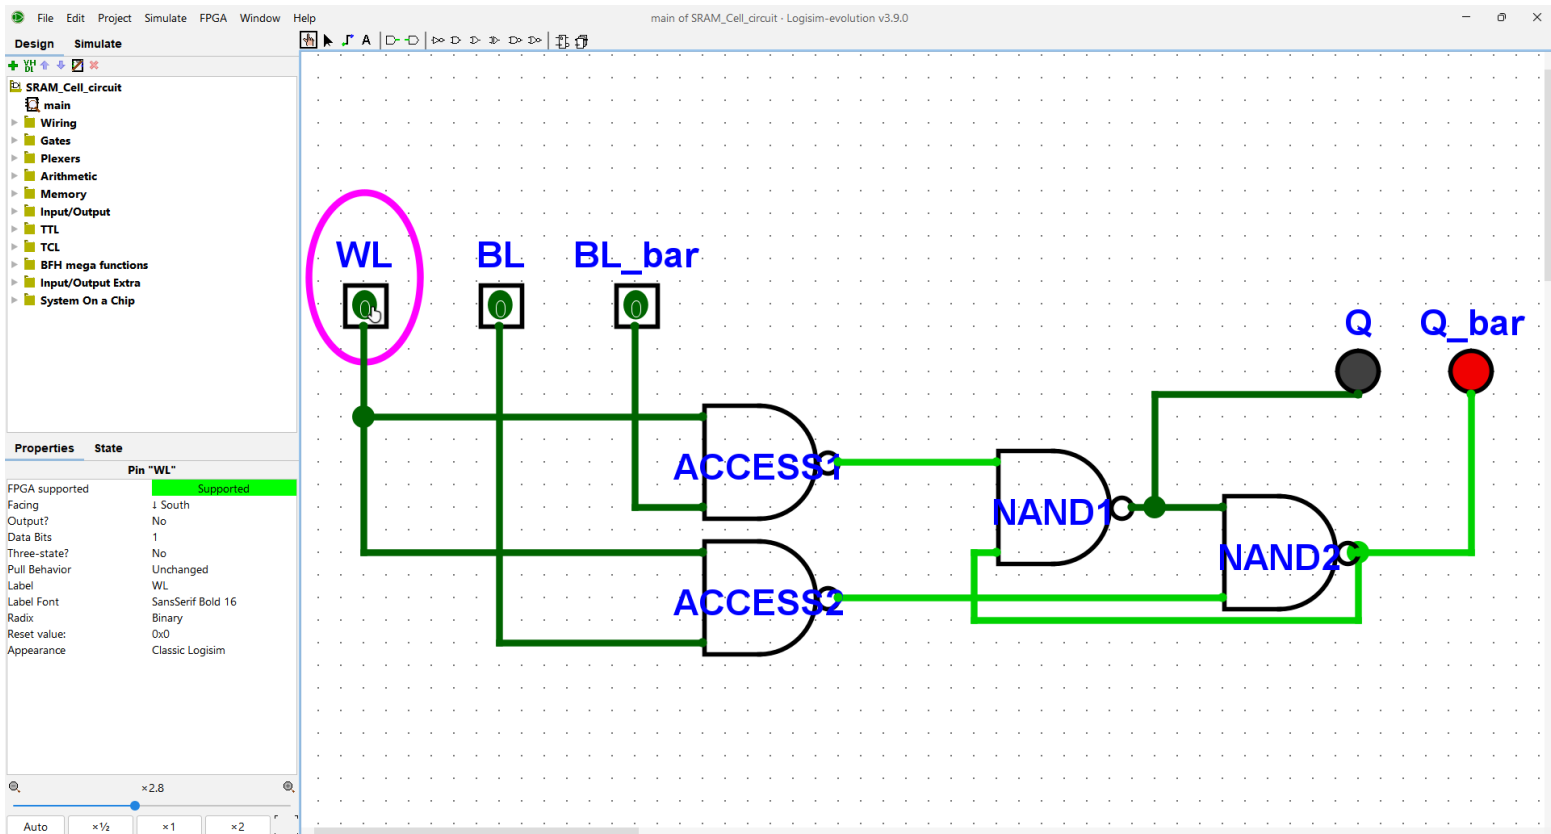 File Edit Project Simulate FPGA Window Help
main of SRAM_Cell_circuit - Logisim-evolution v3.9.0
Design Simulate
A
VH
DL
SRAM_Cell_circuit
main
Wiring
Gates
Plexers
Arithmetic
Memory
Input/Output
TTL
TCL
BFH mega functions
Input/Output Extra
System On a Chip
WL BL BL_bar
0 0 0
Q Q_bar
ACCESS1
NAND1
NAND2
ACCESS2
Properties State
Pin "WL"
FPGA supported Supported
Facing ↓ South
Output? No
Data Bits 1
Three-state? No
Pull Behavior Unchanged
Label WL
Label Font SansSerif Bold 16
Radix Binary
Reset value: 0x0
Appearance Classic Logisim
×2.8
Auto ×½ ×1 ×2